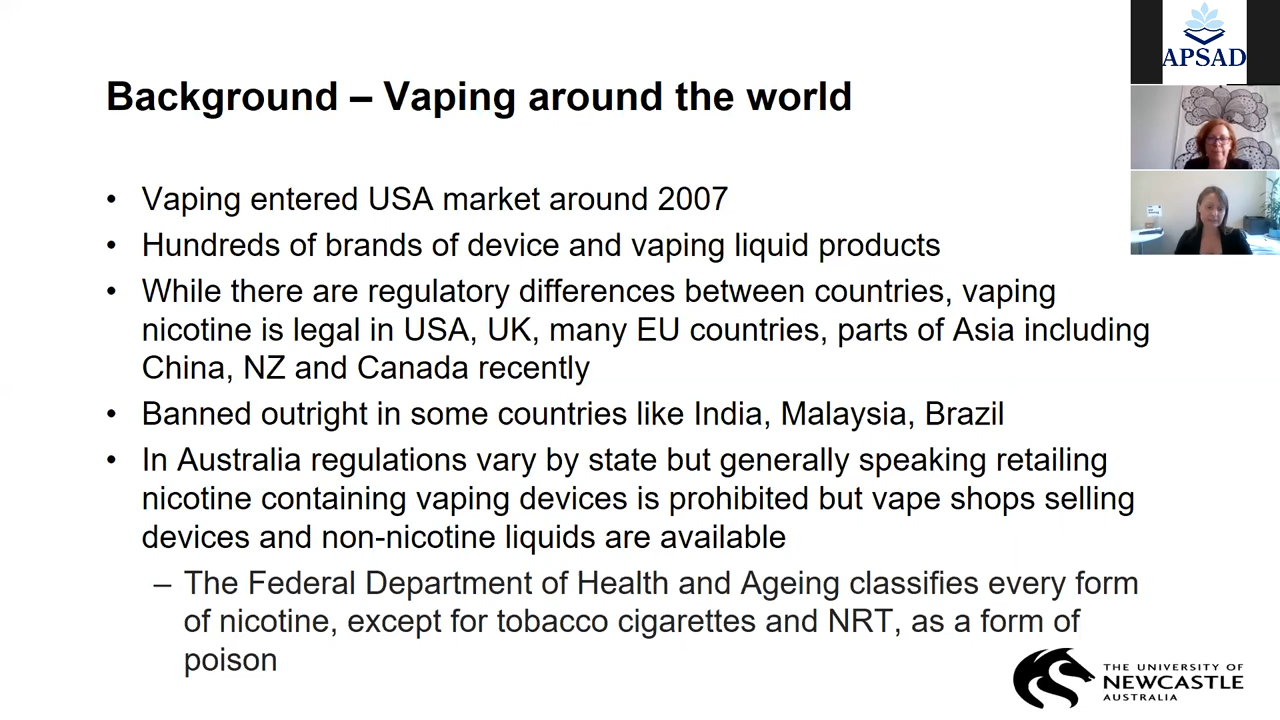 APSAD
Background – Vaping around the world
• Vaping entered USA market around 2007
• Hundreds of brands of device and vaping liquid products
• While there are regulatory differences between countries, vaping
nicotine is legal in USA, UK, many EU countries, parts of Asia including
China, NZ and Canada recently
• Banned outright in some countries like India, Malaysia, Brazil
• In Australia regulations vary by state but generally speaking retailing
nicotine containing vaping devices is prohibited but vape shops selling
devices and non-nicotine liquids are available
– The Federal Department of Health and Ageing classifies every form
of nicotine, except for tobacco cigarettes and NRT, as a form of
poison
THE UNIVERSITY OF
NEWCASTLE
AUSTRALIA